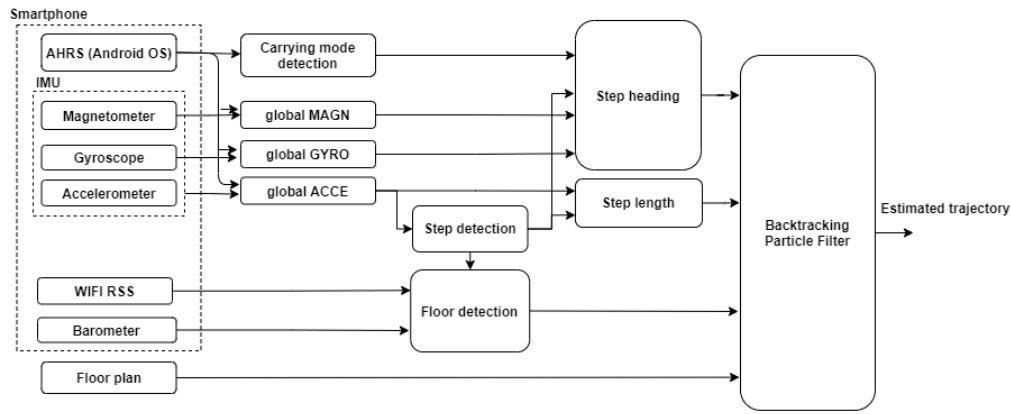 Smartphone
AHRS (Android OS)
Carrying mode
detection
IMU
Magnetometer
global MAGN
Step heading
Gyroscope
global GYRO
Accelerometer
global ACCE
Step length
Step detection
Backtracking
Particle Filter
Estimated trajectory
WIFI RSS
Floor detection
Barometer
Floor plan